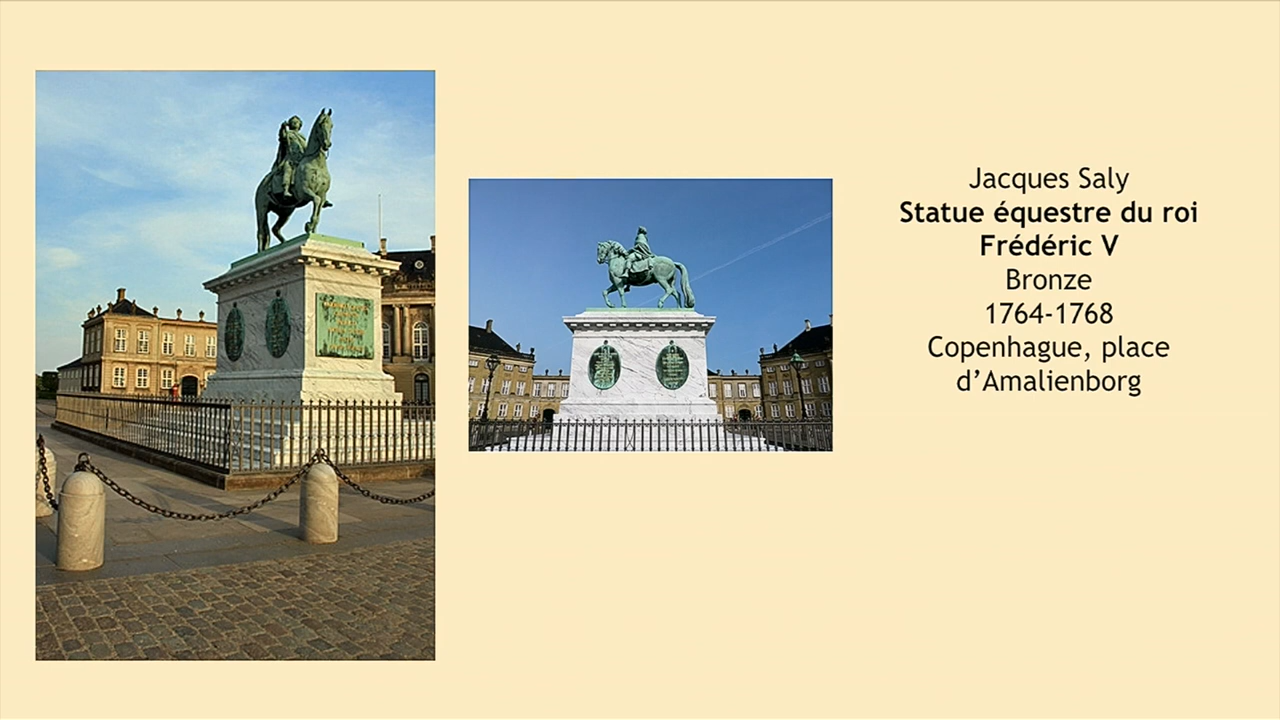 Jacques Saly
Statue équestre du roi
Frédéric V
Bronze
1764-1768
Copenhague, place
d’Amalienborg